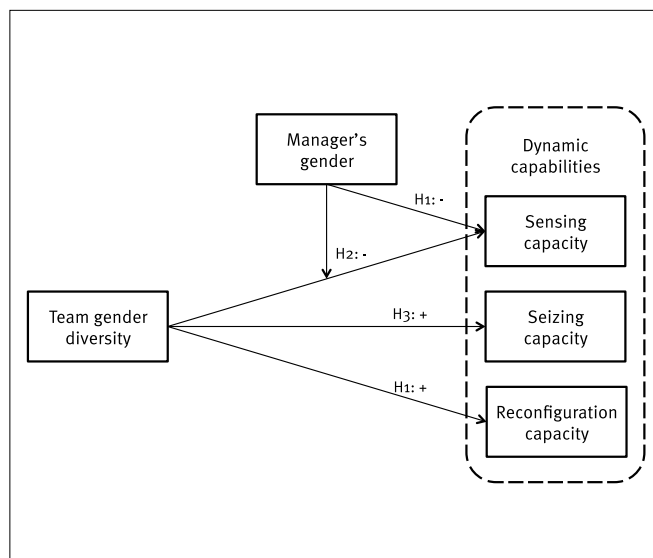 Manager's
gender
Dynamic
capabilities
H1: -
Sensing
capacity
H2: -
Team gender
diversity
H3: +
Seizing
capacity
H1: +
Reconfiguration
capacity